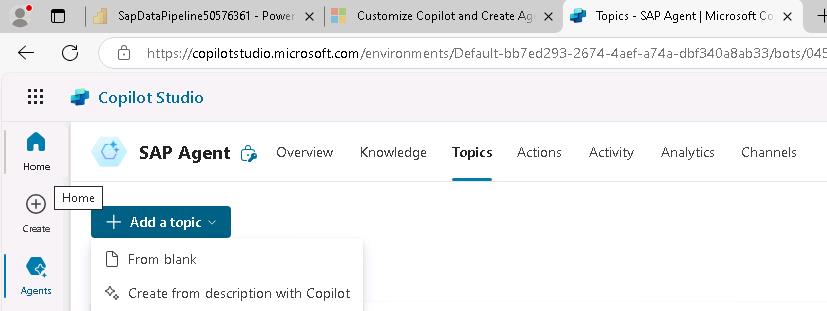 SapDataPipeline50576361 - Power
Customize Copilot and Create Ag
Topics - SAP Agent | Microsoft Co
https://copilotstudio.microsoft.com/environments/Default-bb7ed293-2674-4aef-a74a-dbf340a8ab33/bots/045
Copilot Studio
Home
SAP Agent
Overview
Knowledge
Topics
Actions
Activity
Analytics
Channels
Home
Create
Add a topic
From blank
Agents
Create from description with Copilot